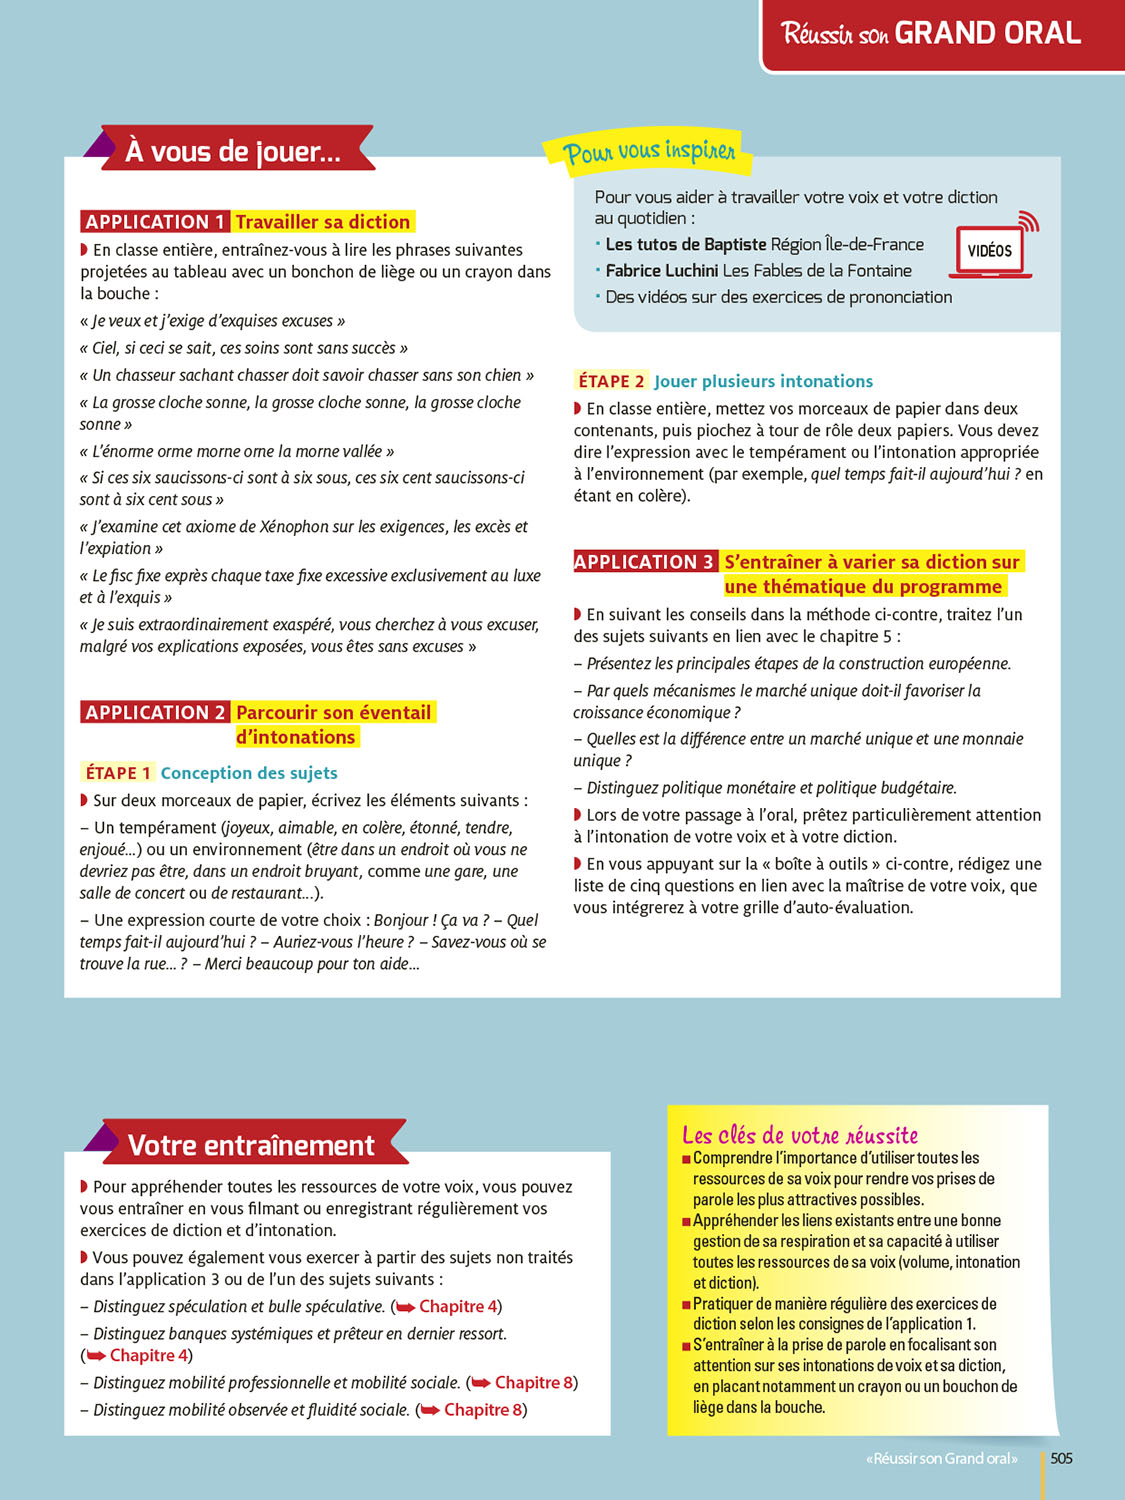 Réussir son GRAND ORAL
À vous de jouer...
APPLICATION 1 Travailler sa diction
En classe entière, entraînez-vous à lire les phrases suivantes
projetées au tableau avec un bonchon de liège ou un crayon dans
la bouche :
« Je veux et j'exige d'exquises excuses »
« Ciel, si ceci se sait, ces soins sont sans succès »
« Un chasseur sachant chasser doit savoir chasser sans son chien »
« La grosse cloche sonne, la grosse cloche sonne, la grosse cloche
sonne »
« L'énorme orme morne orne la morne vallée »
« Si ces six saucissons-ci sont à six sous, ces six cent saucissons-ci
sont à six cent sous »
« J'examine cet axiome de Xénophon sur les exigences, les excès et
l'expiation »
« Le fisc fixe exprès chaque taxe fixe excessive exclusivement au luxe
et à l'exquis »
« Je suis extraordinairement exaspéré, vous cherchez à vous excuser,
malgré vos explications exposées, vous êtes sans excuses »
APPLICATION 2 Parcourir son éventail
d'intonations
ÉTAPE 1 Conception des sujets
Sur deux morceaux de papier, écrivez les éléments suivants :
– Un tempérament (joyeux, aimable, en colère, étonné, tendre,
enjoué...) ou un environnement (être dans un endroit où vous ne
devriez pas être, dans un endroit bruyant, comme une gare, une
salle de concert ou de restaurant...).
– Une expression courte de votre choix : Bonjour ! Ça va ? – Quel
temps fait-il aujourd'hui ? – Auriez-vous l'heure ? – Savez-vous où se
trouve la rue... ? – Merci beaucoup pour ton aide...
Pour vous inspirer
Pour vous aider à travailler votre voix et votre diction
au quotidien :
• Les tutos de Baptiste Région Île-de-France
• Fabrice Luchini Les Fables de la Fontaine
• Des vidéos sur des exercices de prononciation
VIDÉOS
ÉTAPE 2 Jouer plusieurs intonations
En classe entière, mettez vos morceaux de papier dans deux
contenants, puis piochez à tour de rôle deux papiers. Vous devez
dire l'expression avec le tempérament ou l'intonation appropriée
à l'environnement (par exemple, quel temps fait-il aujourd'hui ? en
étant en colère).
APPLICATION 3 S'entraîner à varier sa diction sur
une thématique du programme
En suivant les conseils dans la méthode ci-contre, traitez l'un
des sujets suivants en lien avec le chapitre 5 :
– Présentez les principales étapes de la construction européenne.
– Par quels mécanismes le marché unique doit-il favoriser la
croissance économique ?
– Quelles est la différence entre un marché unique et une monnaie
unique ?
– Distinguez politique monétaire et politique budgétaire.
Lors de votre passage à l'oral, prêtez particulièrement attention
à l'intonation de votre voix et à votre diction.
En vous appuyant sur la « boîte à outils » ci-contre, rédigez une
liste de cinq questions en lien avec la maîtrise de votre voix, que
vous intégrerez à votre grille d'auto-évaluation.
Votre entraînement
Pour appréhender toutes les ressources de votre voix, vous pouvez
vous entraîner en vous filmant ou enregistrant régulièrement vos
exercices de diction et d'intonation.
Vous pouvez également vous exercer à partir des sujets non traités
dans l'application 3 ou de l'un des sujets suivants :
– Distinguez spéculation et bulle spéculative. (➥ Chapitre 4)
– Distinguez banques systémiques et prêteur en dernier ressort.
(➥ Chapitre 4)
– Distinguez mobilité professionnelle et mobilité sociale. (➥ Chapitre 8)
– Distinguez mobilité observée et fluidité sociale. (➥ Chapitre 8)
Les clés de votre réussite
■ Comprendre l'importance d'utiliser toutes les
ressources de sa voix pour rendre vos prises de
parole les plus attractives possibles.
■ Appréhender les liens existants entre une bonne
gestion de sa respiration et sa capacité à utiliser
toutes les ressources de sa voix (volume, intonation
et diction).
■ Pratiquer de manière régulière des exercices de
diction selon les consignes de l'application 1.
■ S'entraîner à la prise de parole en focalisant son
attention sur ses intonations de voix et sa diction,
en placant notamment un crayon ou un bouchon de
liège dans la bouche.
«Réussir son Grand oral» 505